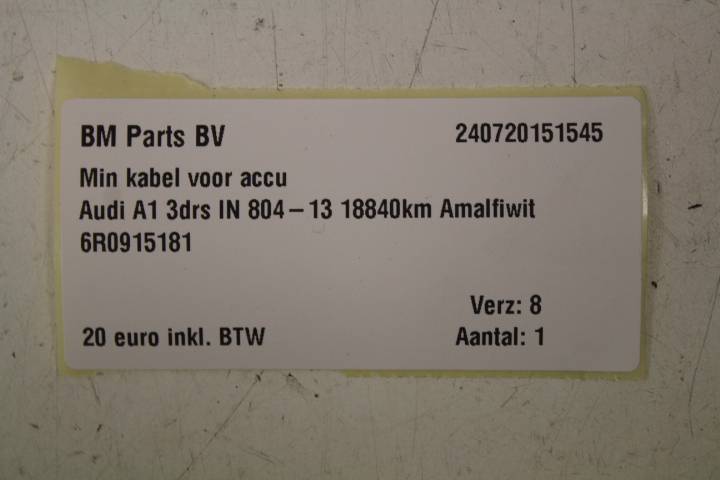 BM Parts BV 240720151545
Min kabel voor accu
Audi A1 3drs IN 804-13 18840km Amalfiwit
6R0915181
Verz: 8
20 euro inkl. BTW Aantal: 1